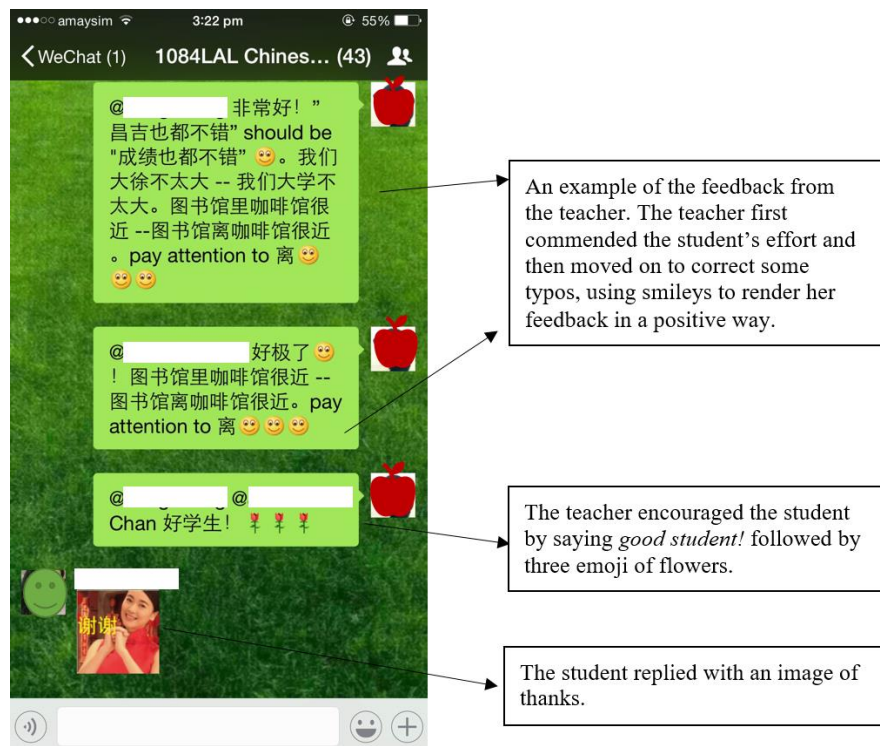 amaysim 3:22 pm 55%
WeChat (1) 1084LAL Chines... (43)
@ 非常好！”
昌吉也都不错” should be
"成绩也都不错” 。我们
大徐不太大 -- 我们大学不
太大。图书馆里咖啡馆很
近 --图书馆离咖啡馆很近
。pay attention to 离
@ 好极了
！图书馆里咖啡馆很近 --
图书馆离咖啡馆很近。pay
attention to 离
@ @
Chan 好学生！
谢谢
An example of the feedback from
the teacher. The teacher first
commended the student’s effort and
then moved on to correct some
typos, using smileys to render her
feedback in a positive way.
The teacher encouraged the student
by saying good student! followed by
three emoji of flowers.
The student replied with an image of
thanks.